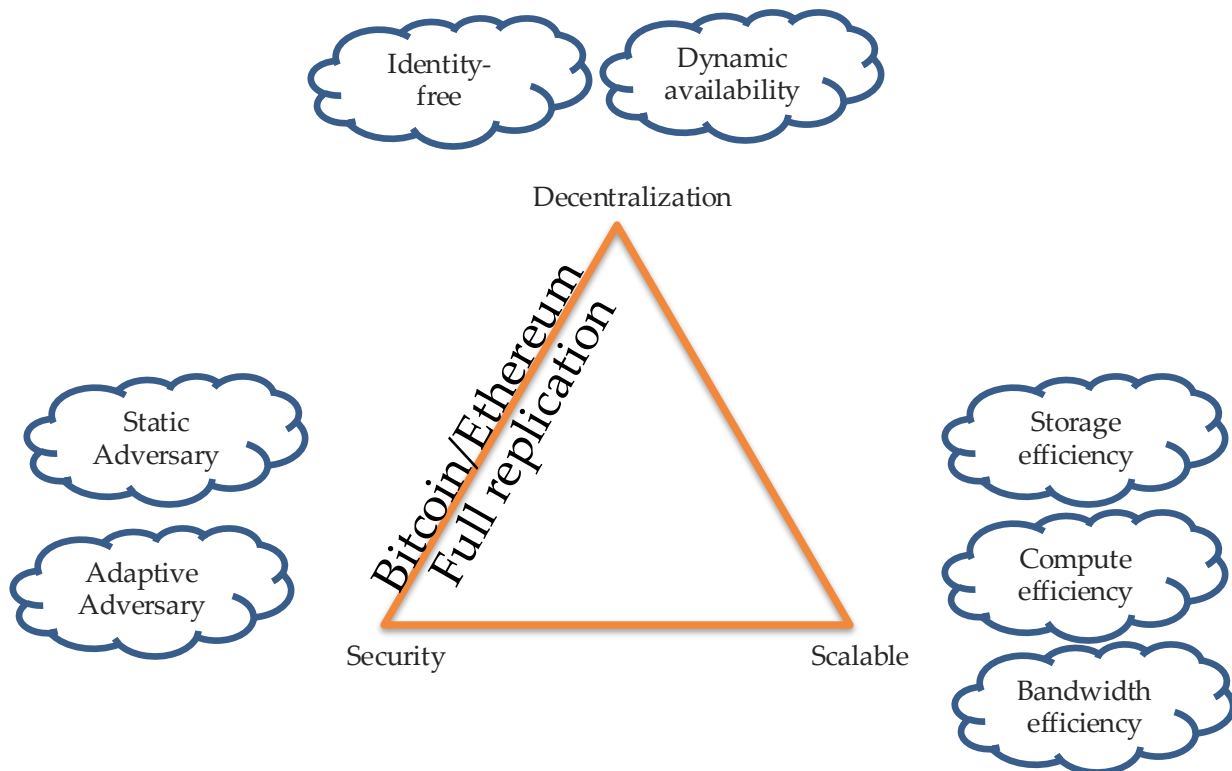 Identity-
free
Dynamic
availability
Decentralization
Bitcoin/Ethereum
Full replication
Static
Adversary
Adaptive
Adversary
Storage
efficiency
Compute
efficiency
Bandwidth
efficiency
Security
Scalable